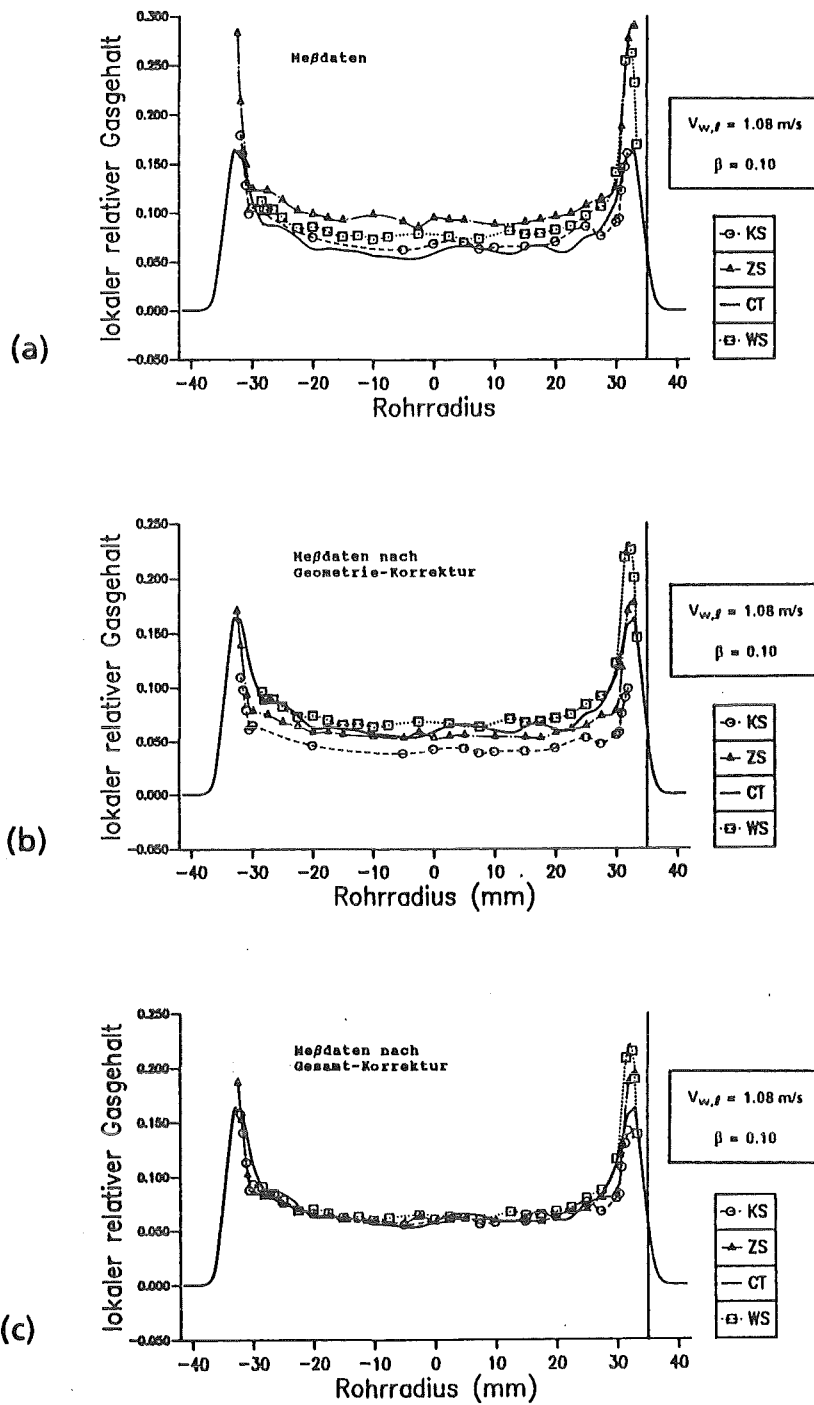 (a)
lokaler relativer Gasgehalt
0.300
0.250
0.200
0.150
0.100
0.050
0.000
−0.050
Meβdaten
−40 −30 −20 −10 0 10 20 30 40
Rohrradius
Vw,ℓ = 1.08 m/s
β = 0.10
KS
ZS
CT
WS
(b)
lokaler relativer Gasgehalt
0.250
0.200
0.150
0.100
0.050
0.000
−0.050
Meβdaten nach
Geometrie-Korrektur
−40 −30 −20 −10 0 10 20 30 40
Rohrradius (mm)
Vw,ℓ = 1.08 m/s
β = 0.10
KS
ZS
CT
WS
(c)
lokaler relativer Gasgehalt
0.250
0.200
0.150
0.100
0.050
0.000
−0.050
Meβdaten nach
Gesamt-Korrektur
−40 −30 −20 −10 0 10 20 30 40
Rohrradius (mm)
Vw,ℓ = 1.08 m/s
β = 0.10
KS
ZS
CT
WS